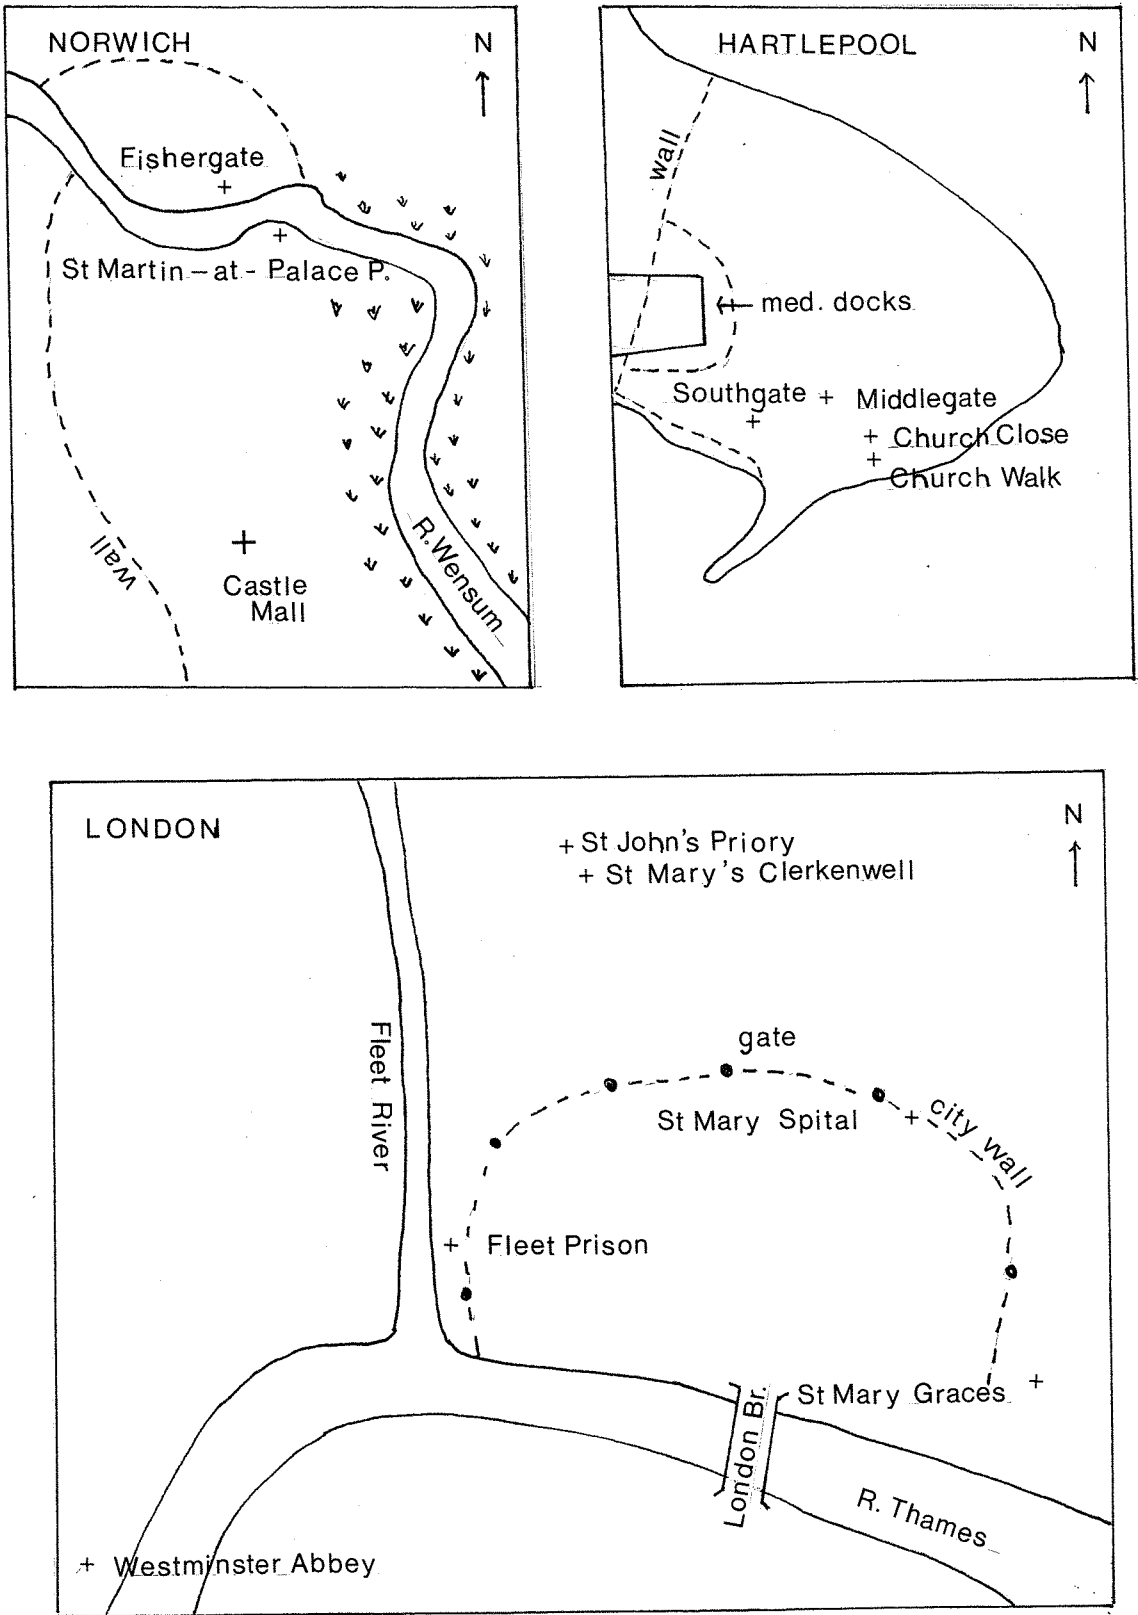 NORWICH
N
Fishergate
St Martin-at-Palace P.
wall
Castle
Mall
R. Wensum
HARTLEPOOL
N
wall
med. docks
Southgate
Middlegate
Church Close
Church Walk
LONDON
N
St John's Priory
St Mary's Clerkenwell
Fleet River
gate
St Mary Spital
city wall
Fleet Prison
St Mary Graces
London Br.
R. Thames
Westminster Abbey